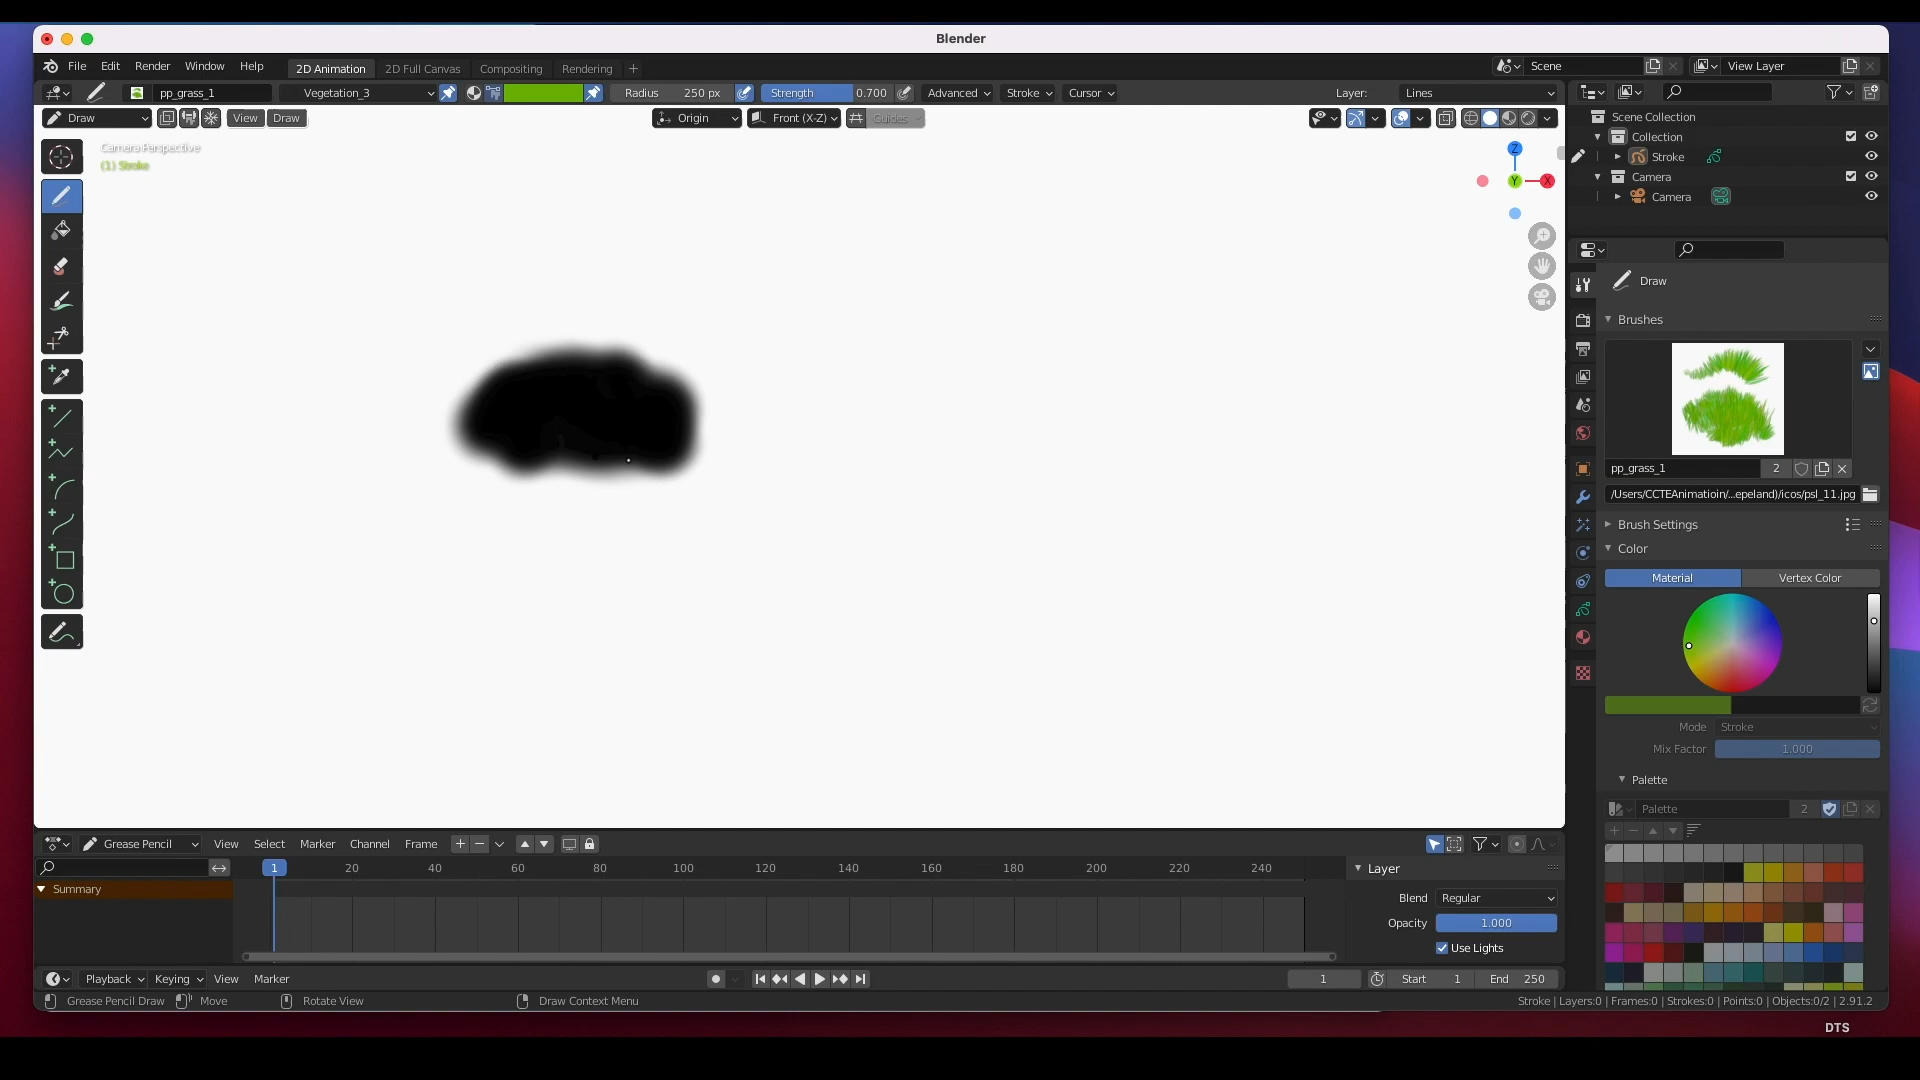 Blender
File Edit Render Window Help 2D Animation 2D Full Canvas Compositing Rendering + Scene View Layer
pp_grass_1 Vegetation_3 Radius 250 px Strength 0.700 Advanced Stroke Cursor Layer: Lines
Draw View Draw Origin Front (X-Z) Guides
Camera Perspective
(1) Stroke
Z
Y X
Scene Collection
Collection
Stroke
Camera
Camera
Draw
Brushes
pp_grass_1 2
/Users/CCTEAnimatioin/...epeland)/icos/psl_11.jpg
Brush Settings
Color
Material Vertex Color
Mode Stroke
Mix Factor 1.000
Palette
Palette 2
Grease Pencil View Select Marker Channel Frame
1 20 40 60 80 100 120 140 160 180 200 220 240
Summary
Layer
Blend Regular
Opacity 1.000
Use Lights
Playback Keying View Marker 1 Start 1 End 250
Grease Pencil Draw Move Rotate View Draw Context Menu Stroke | Layers:0 | Frames:0 | Strokes:0 | Points:0 | Objects:0/2 | 2.91.2
DTS